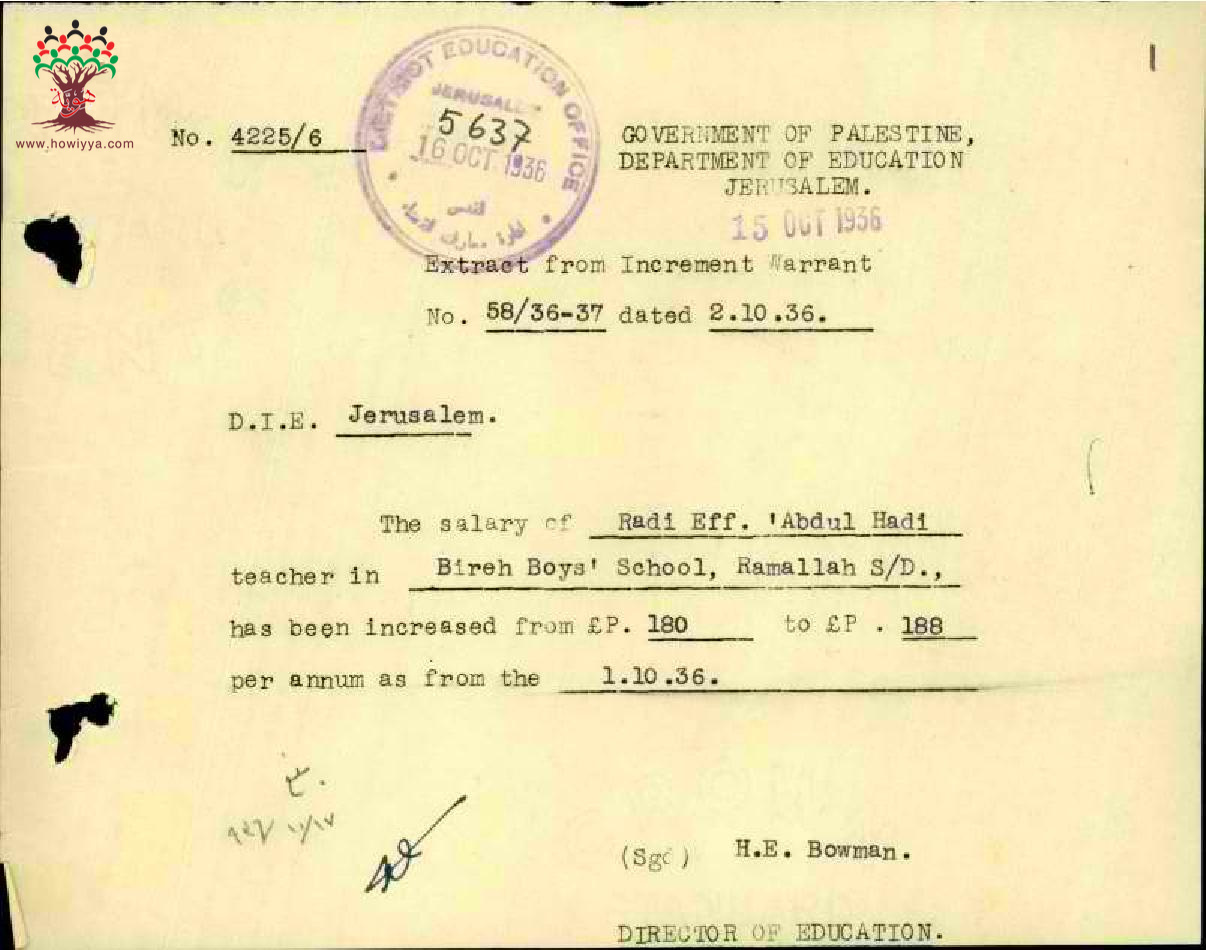 هوية
www.howiyya.com
No. 4225/6
DISTRICT EDUCATION OFFICE
JERUSALEM
5637
16 OCT 1936
القدس
GOVERNMENT OF PALESTINE,
DEPARTMENT OF EDUCATION
JERUSALEM.
15 OCT 1936
Extract from Increment Warrant
No. 58/36-37 dated 2.10.36.
D.I.E. Jerusalem.
The salary of Radi Eff. 'Abdul Hadi
teacher in Bireh Boys' School, Ramallah S/D.,
has been increased from £P. 180 to £P . 188
per annum as from the 1.10.36.
(Sgd) H.E. Bowman.
DIRECTOR OF EDUCATION.